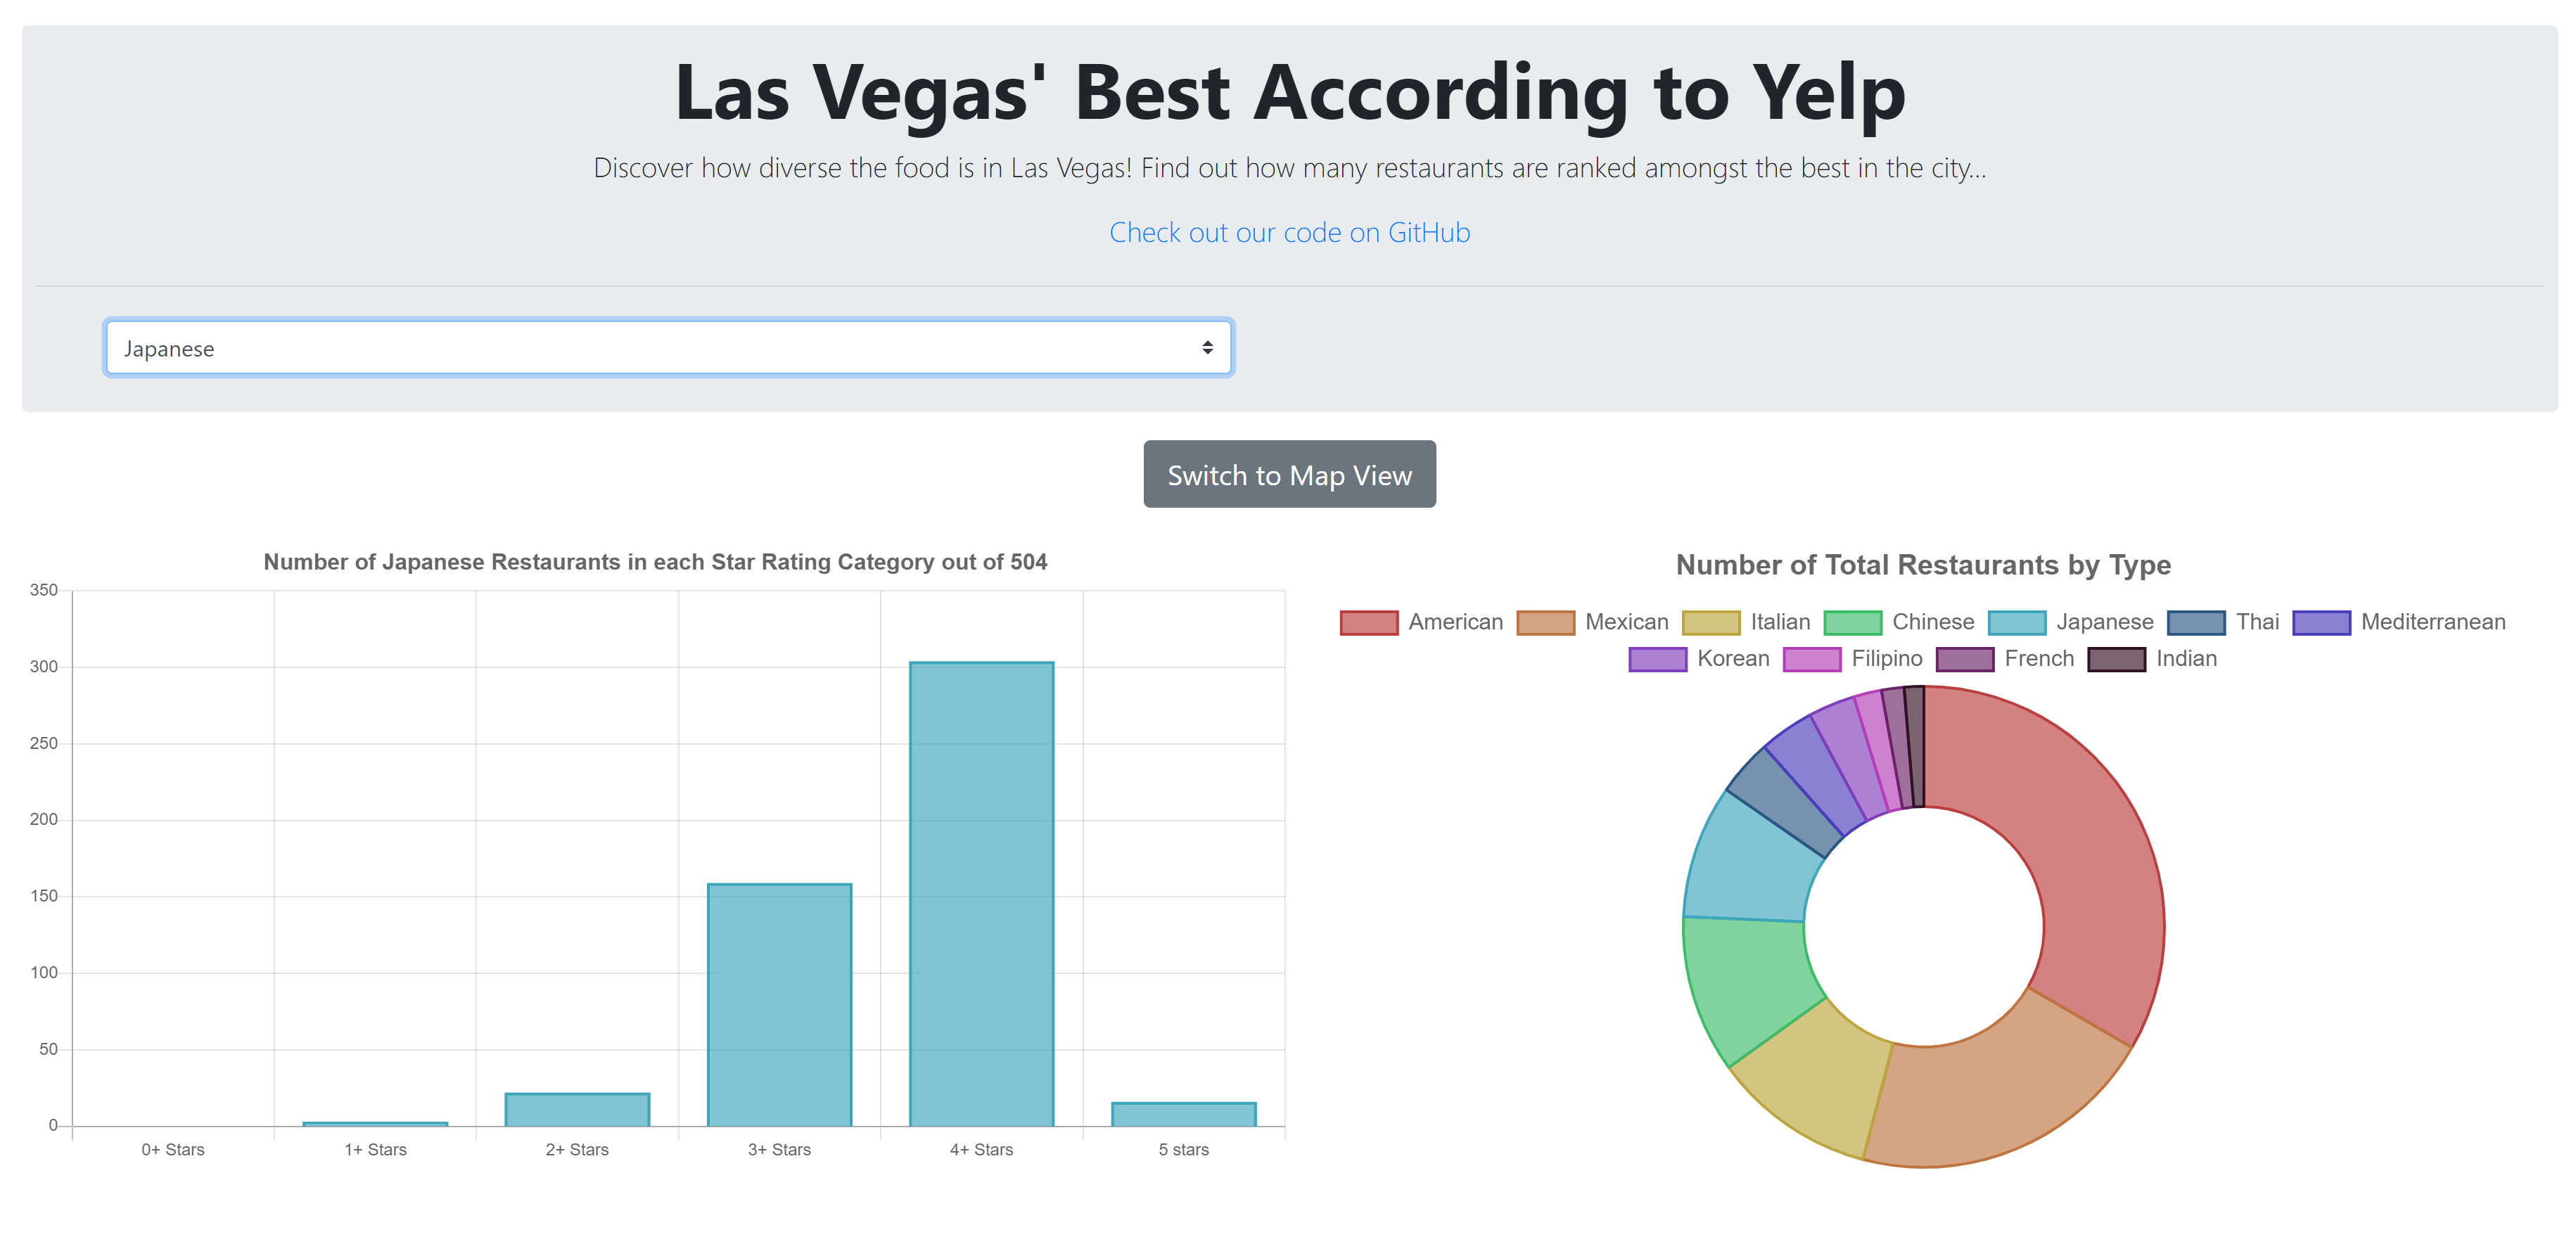 Las Vegas' Best According to Yelp
Discover how diverse the food is in Las Vegas! Find out how many restaurants are ranked amongst the best in the city...
Check out our code on GitHub
Japanese
Switch to Map View
Number of Japanese Restaurants in each Star Rating Category out of 504
350
300
250
200
150
100
50
0
0+ Stars 1+ Stars 2+ Stars 3+ Stars 4+ Stars 5 stars
Number of Total Restaurants by Type
American Mexican Italian Chinese Japanese Thai Mediterranean
Korean Filipino French Indian